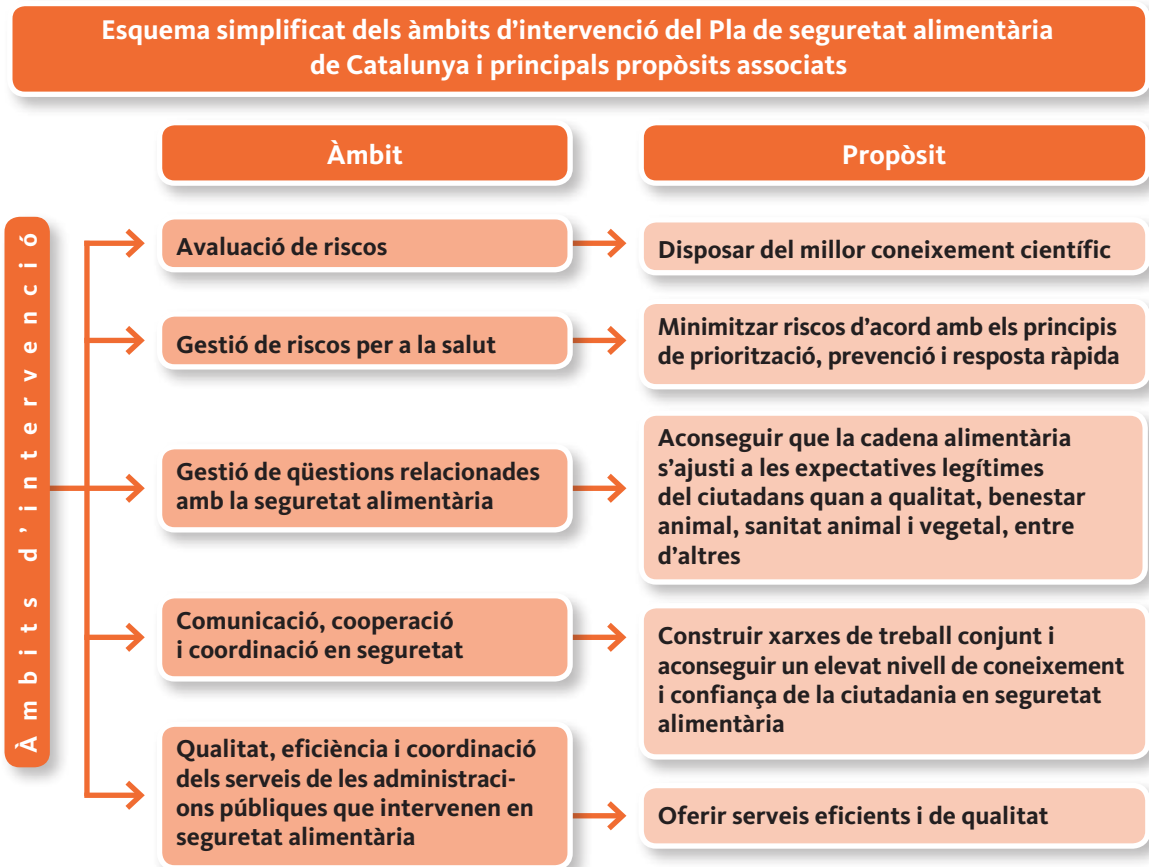 Esquema simplificat dels àmbits d’intervenció del Pla de seguretat alimentària
de Catalunya i principals propòsits associats
Àmbit
Propòsit
Àmbits d’intervenció
Avaluació de riscos
Disposar del millor coneixement científic
Gestió de riscos per a la salut
Minimitzar riscos d’acord amb els principis
de priorització, prevenció i resposta ràpida
Gestió de qüestions relacionades
amb la seguretat alimentària
Aconseguir que la cadena alimentària
s’ajusti a les expectatives legítimes
del ciutadans quan a qualitat, benestar
animal, sanitat animal i vegetal, entre
d’altres
Comunicació, cooperació
i coordinació en seguretat
Construir xarxes de treball conjunt i
aconseguir un elevat nivell de coneixement
i confiança de la ciutadania en seguretat
alimentària
Qualitat, eficiència i coordinació
dels serveis de les administraci-
ons públiques que intervenen en
seguretat alimentària
Oferir serveis eficients i de qualitat